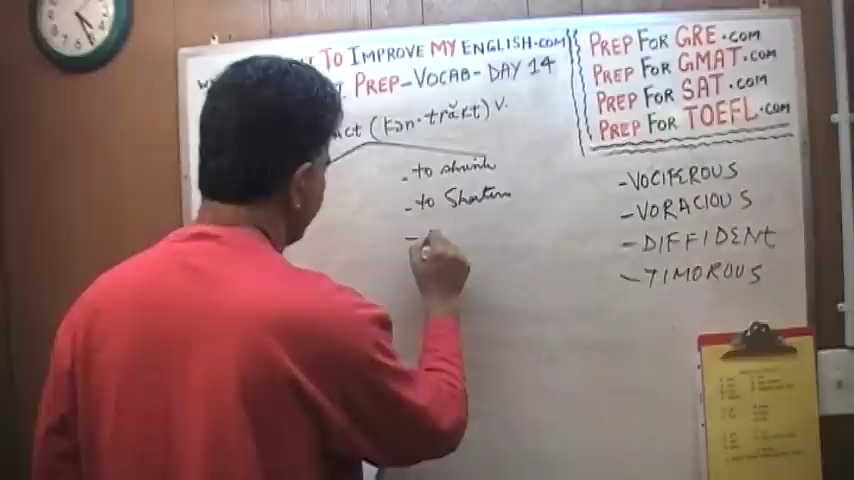 TO IMPROVE MY ENGLISH.COM
PREP-VOCAB-DAY 14
(kən-trăkt) v.
- to shrink
- to Shorten
-
PREP FOR GRE.COM
PREP FOR GMAT.COM
PREP FOR SAT.COM
PREP FOR TOEFL.COM
-VOCIFEROUS
-VORACIOUS
-DIFFIDENT
-TIMOROUS